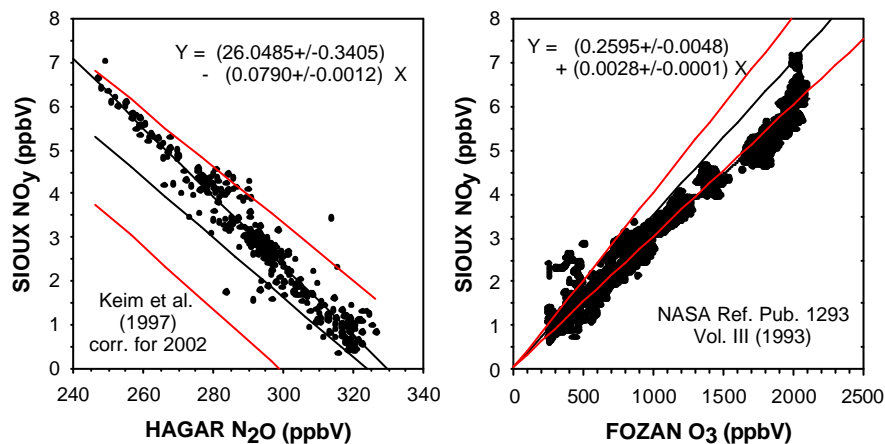 8
7
6
5
4
3
2
1
0
SIOUX NOy (ppbV)
Y = (26.0485+/-0.3405)
- (0.0790+/-0.0012) X
Keim et al.
(1997)
corr. for 2002
240 260 280 300 320 340
HAGAR N2O (ppbV)
8
7
6
5
4
3
2
1
0
SIOUX NOy (ppbV)
Y = (0.2595+/-0.0048)
+ (0.0028+/-0.0001) X
NASA Ref. Pub. 1293
Vol. III (1993)
0 500 1000 1500 2000 2500
FOZAN O3 (ppbV)